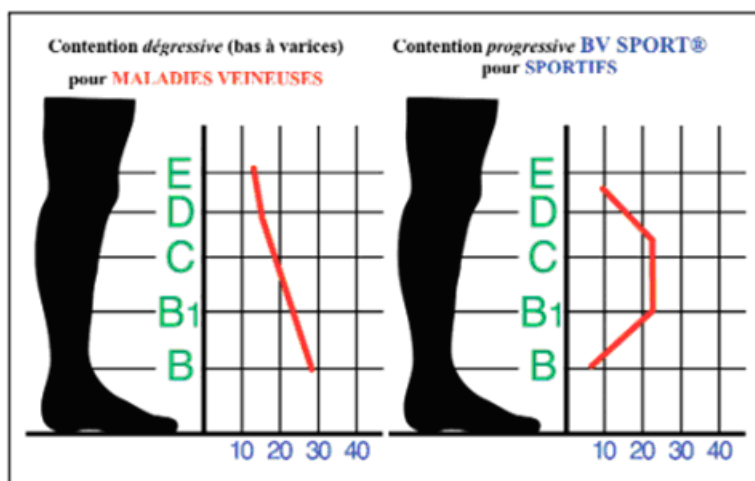 Contention dégressive (bas à varices)
pour MALADIES VEINEUSES
E
D
C
B1
B
10 20 30 40
Contention progressive BV SPORT®
pour SPORTIFS
E
D
C
B1
B
10 20 30 40